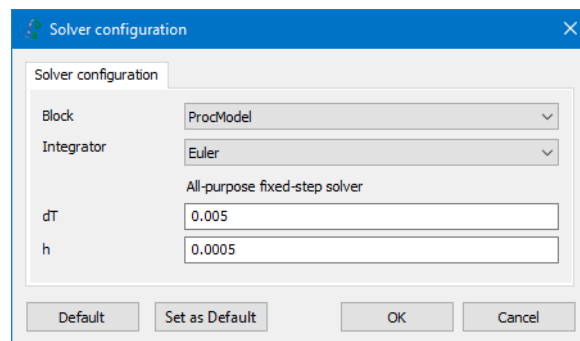 Solver configuration
Solver configuration
Block ProcModel
Integrator Euler
All-purpose fixed-step solver
dT 0.005
h 0.0005
Default Set as Default OK Cancel